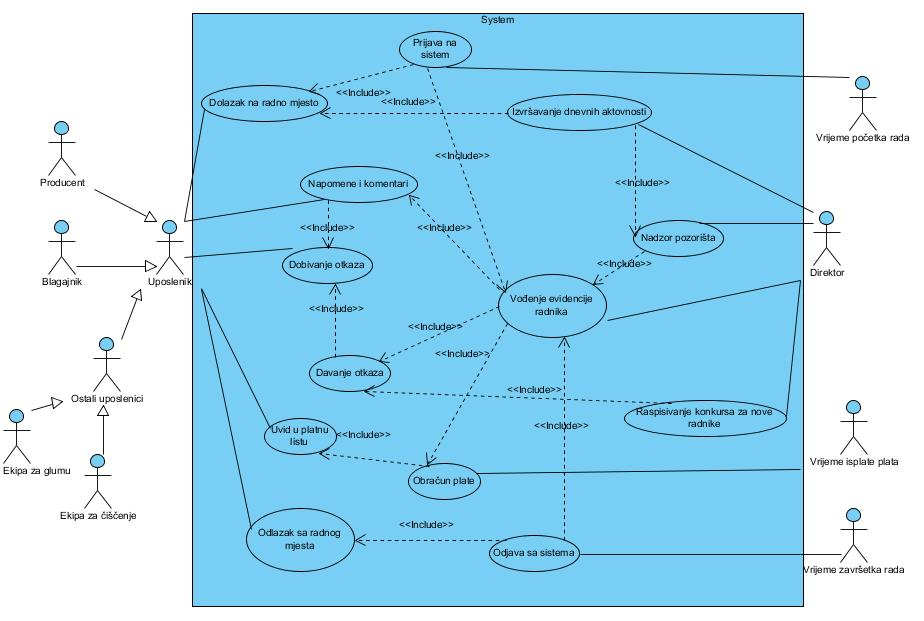 System
Prijava na
sistem
<<Include>>
<<Include>>
Dolazak na radno mjesto
Izvršavanje dnevnih aktovnosti
Vrijeme početka rada
<<Include>>
Producent
Napomene i komentari
<<Include>>
<<Include>>
<<Include>>
Nadzor pozorišta
Blagajnik
Uposlenik
Dobivanje otkaza
<<Include>>
Direktor
Vođenje evidencije
radnika
<<Include>>
<<Include>>
<<Include>>
Davanje otkaza
<<Include>>
Ostali uposlenici
Raspisivanje konkursa za nove
radnike
<<Include>>
Uvid u platnu
listu
<<Include>>
Ekipa za glumu
Vrijeme isplate plata
Obračun plate
Ekipa za čišćenje
<<Include>>
Odlazak sa radnog
mjesta
Odjava sa sistema
Vrijeme završetka rada